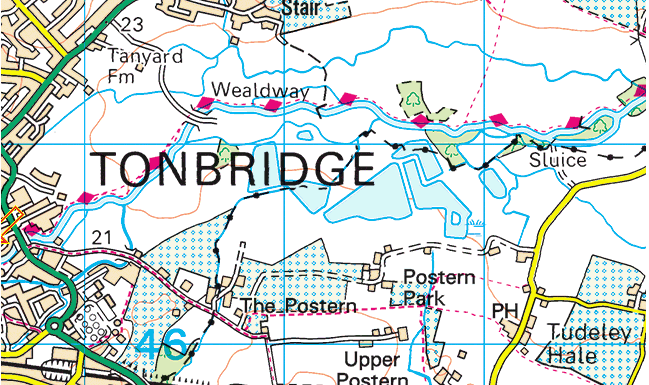 Stair
23
Tanyard
Fm
Wealdway
TONBRIDGE
Sluice
21
Postern
Park
The Postern
PH
46
Tudeley
Hale
Upper
Postern